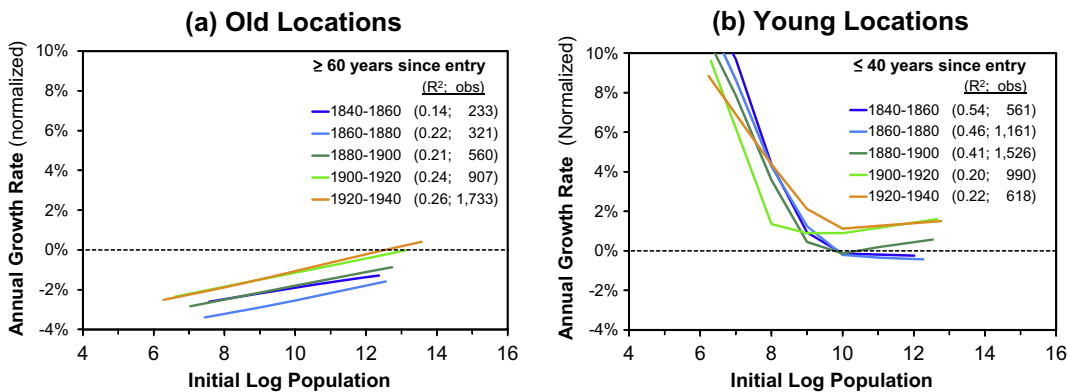 (a) Old Locations
Annual Growth Rate (normalized)
10%
8%
6%
4%
2%
0%
-2%
-4%
≥ 60 years since entry
(R²; obs)
1840-1860 (0.14; 233)
1860-1880 (0.22; 321)
1880-1900 (0.21; 560)
1900-1920 (0.24; 907)
1920-1940 (0.26; 1,733)
4 6 8 10 12 14 16
Initial Log Population
(b) Young Locations
Annual Growth Rate (Normalized)
10%
8%
6%
4%
2%
0%
-2%
-4%
≤ 40 years since entry
(R²; obs)
1840-1860 (0.54; 561)
1860-1880 (0.46; 1,161)
1880-1900 (0.41; 1,526)
1900-1920 (0.20; 990)
1920-1940 (0.22; 618)
4 6 8 10 12 14 16
Initial Log Population